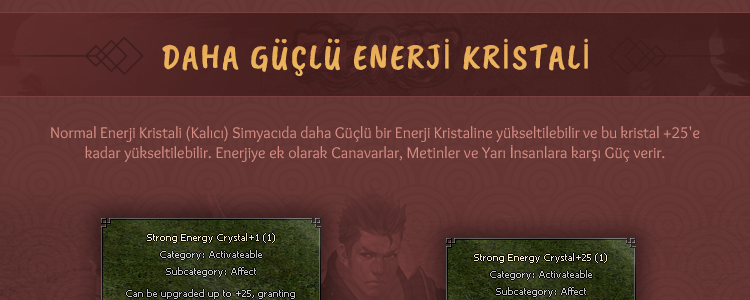 DAHA GÜÇLÜ ENERJİ KRİSTALİ
Normal Enerji Kristali (Kalıcı) Simyacıda daha Güçlü bir Enerji Kristaline yükseltilebilir ve bu kristal +25'e
kadar yükseltilebilir. Enerjiye ek olarak Canavarlar, Metinler ve Yarı İnsanlara karşı Güç verir.
Strong Energy Crystal+1 (1)
Category: Activateable
Subcategory: Affect
Can be upgraded up to +25, granting
Strong Energy Crystal+25 (1)
Category: Activateable
Subcategory: Affect